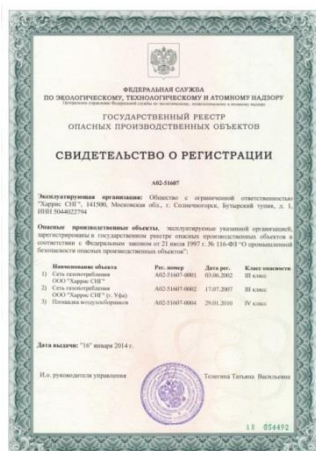 ФЕДЕРАЛЬНАЯ СЛУЖБА
ПО ЭКОЛОГИЧЕСКОМУ, ТЕХНОЛОГИЧЕСКОМУ И АТОМНОМУ НАДЗОРУ
ГОСУДАРСТВЕННЫЙ РЕЕСТР
ОПАСНЫХ ПРОИЗВОДСТВЕННЫХ ОБЪЕКТОВ
СВИДЕТЕЛЬСТВО О РЕГИСТРАЦИИ
А02-51607
Эксплуатирующая организация: Общество с ограниченной ответственностью
"Харрис СНГ", 141500, Московская обл., г. Солнечногорск, Бутырский тупик, д. 1,
ИНН 5044022794
Опасные производственные объекты, эксплуатируемые указанной организацией,
зарегистрированы в государственном реестре опасных производственных объектов в
соответствии с Федеральным законом от 21 июля 1997 г. № 116-ФЗ "О промышленной
безопасности опасных производственных объектов":
Наименование объекта Рег. номер Дата рег. Класс опасности
1) Сеть газопотребления А02-51607-0001 03.06.2002 III класс
ООО "Харрис СНГ"
2) Сеть газопотребления А02-51607-0002 17.07.2007 III класс
ООО "Харрис СНГ" (г. Уфа)
3) Площадка воздухосборников А02-51607-0004 29.01.2010 IV класс
Дата выдачи: "16" января 2014 г.
И.о. руководителя управления Телегина Татьяна Васильевна
054492